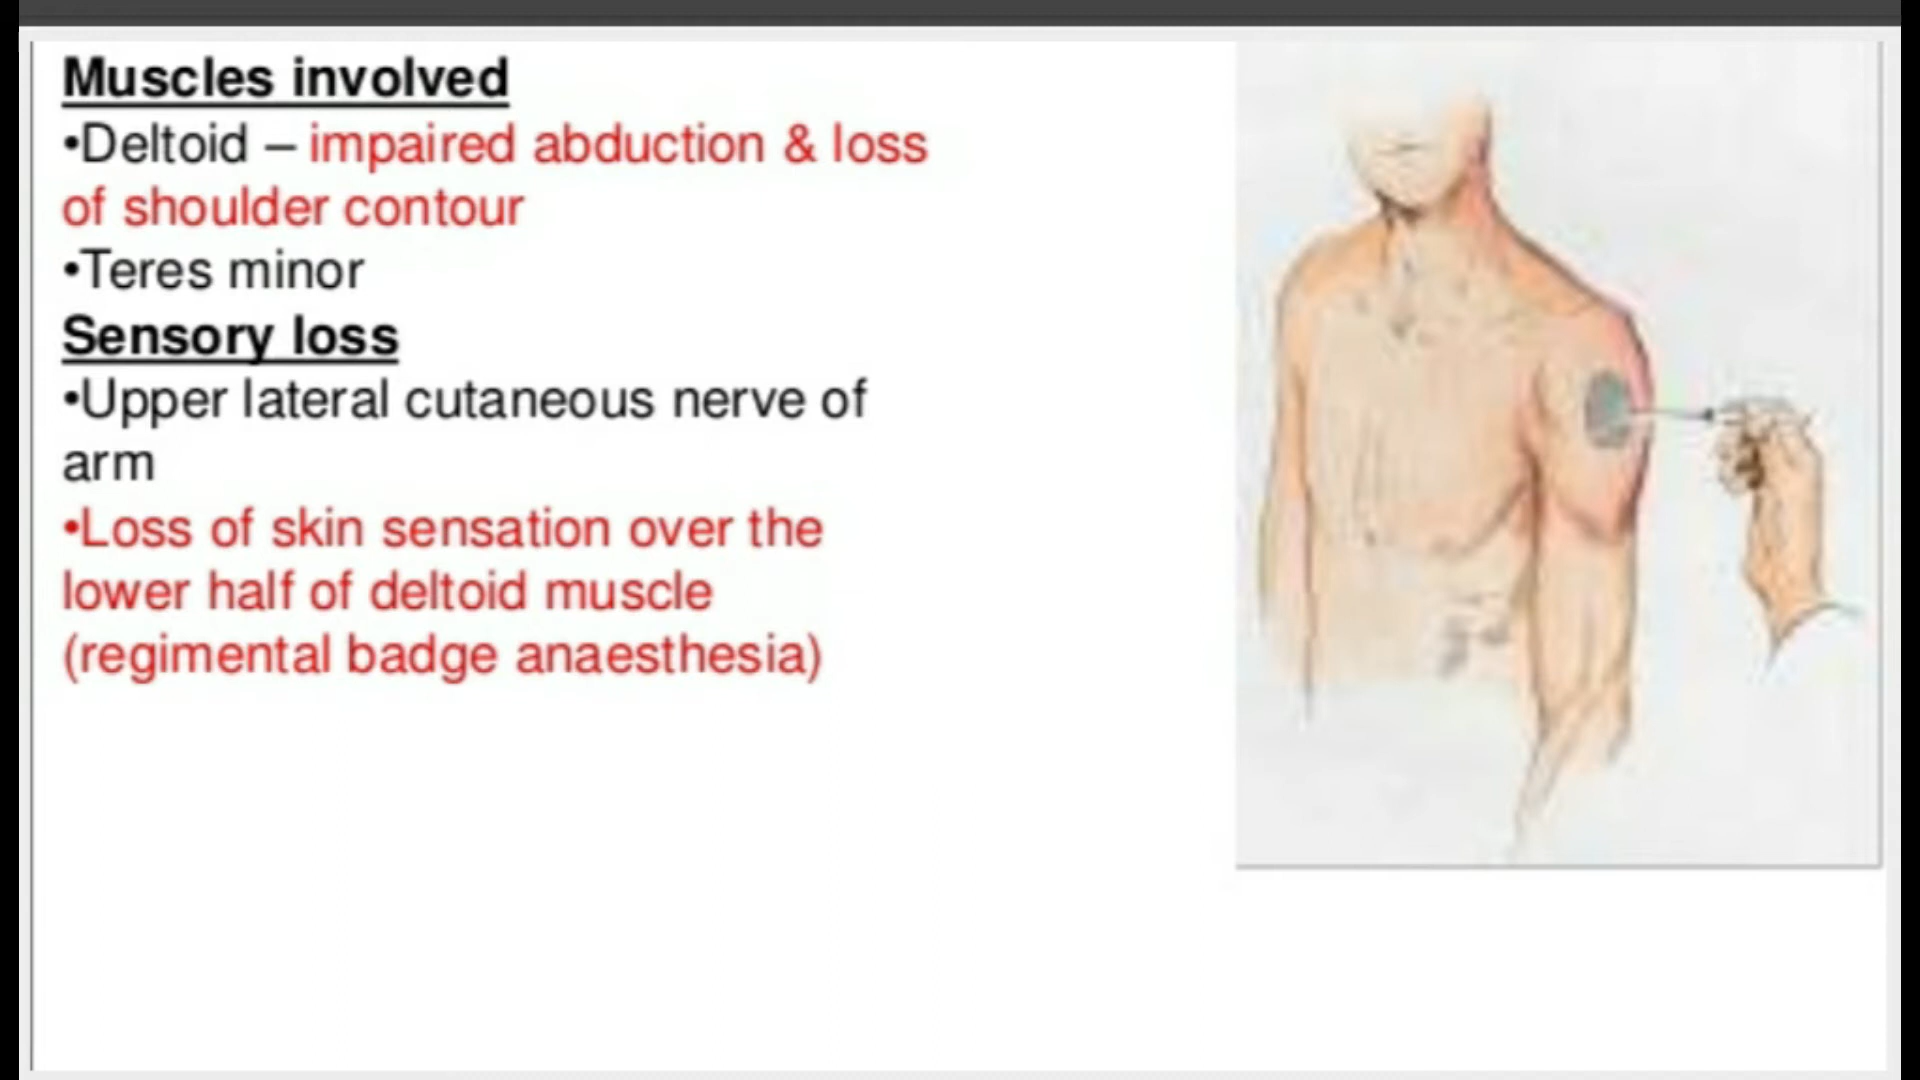 Muscles involved
•Deltoid – impaired abduction & loss
of shoulder contour
•Teres minor
Sensory loss
•Upper lateral cutaneous nerve of
arm
•Loss of skin sensation over the
lower half of deltoid muscle
(regimental badge anaesthesia)